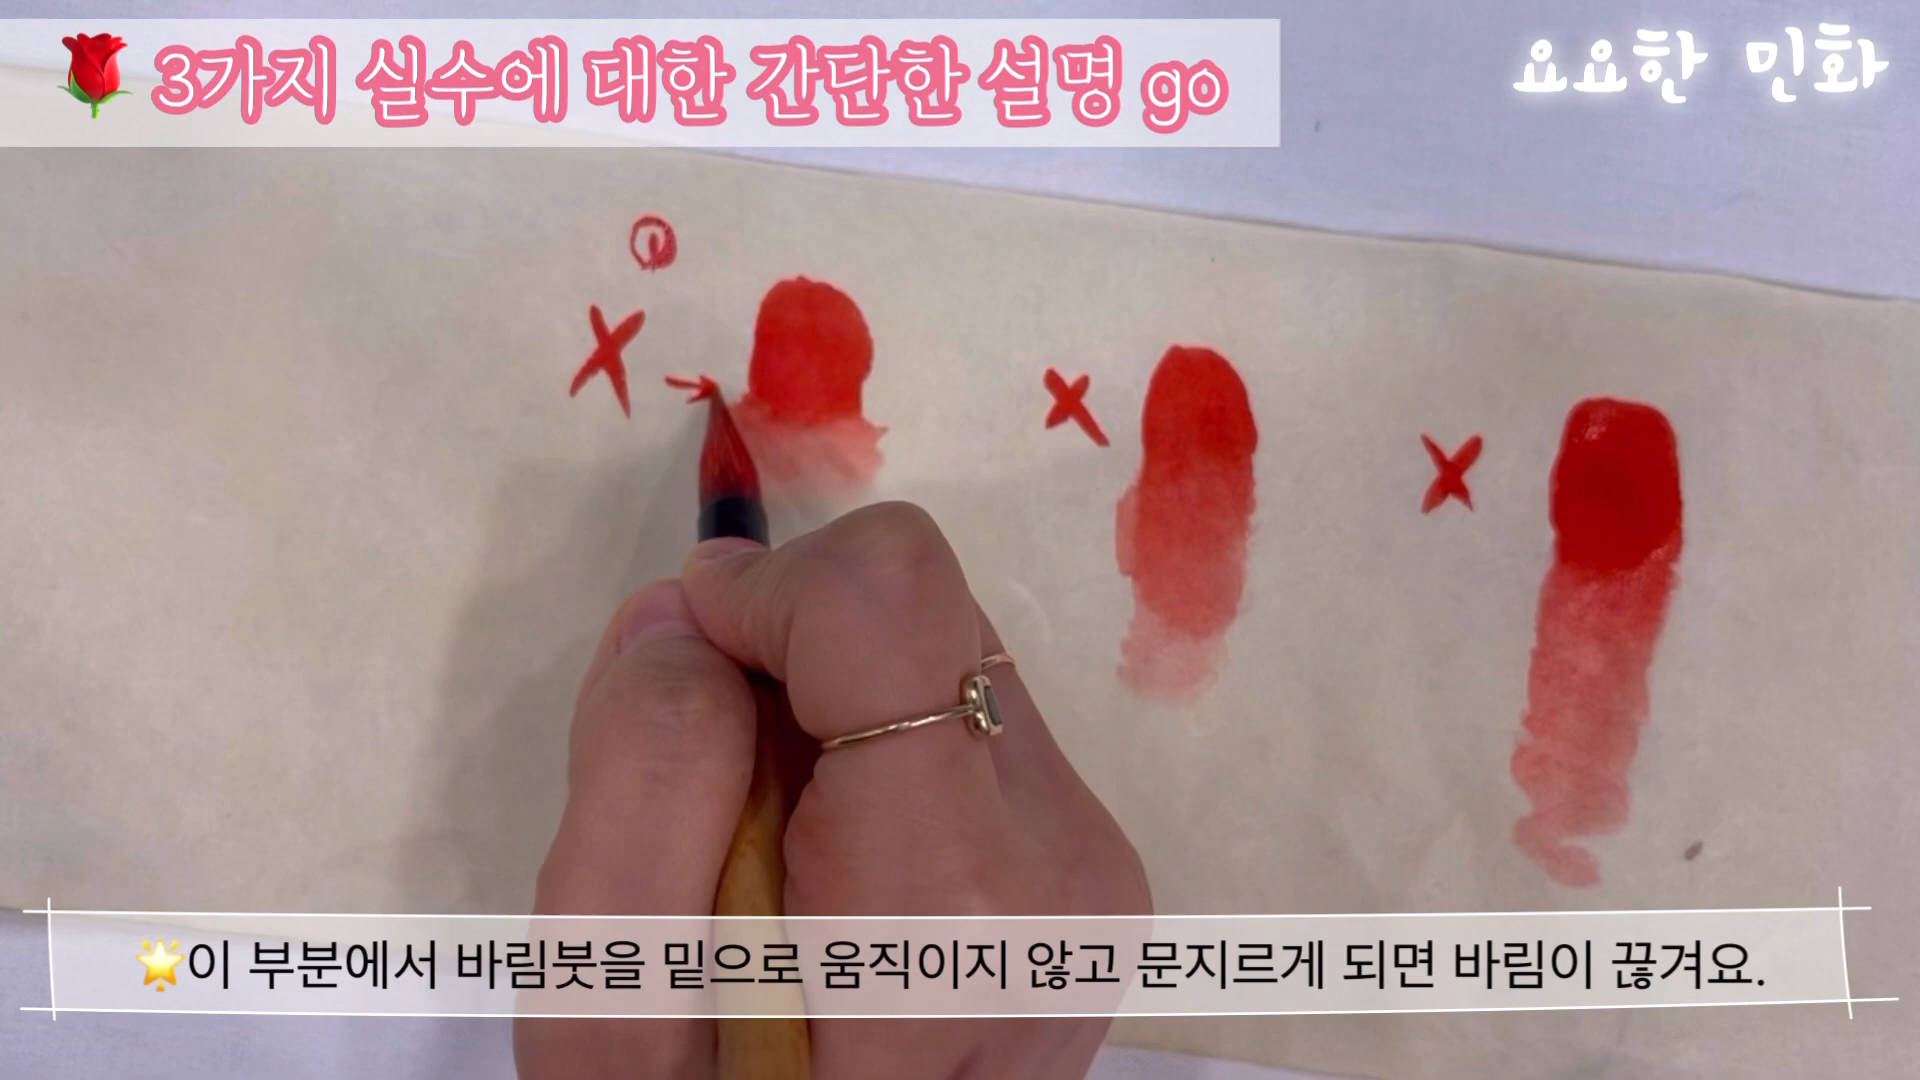 🌹 3가지 실수에 대한 간단한 설명 go
요요한 민화
①
🌟이 부분에서 바림붓을 밑으로 움직이지 않고 문지르게 되면 바림이 끊겨요.